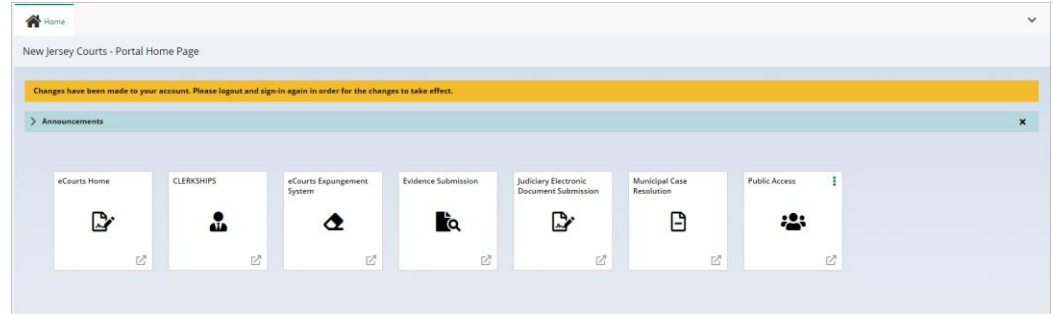 Home
New Jersey Courts - Portal Home Page
Changes have been made to your account. Please logout and sign-in again in order for the changes to take effect.
Announcements
eCourts Home
CLERKSHIPS
eCourts Expungement
System
Evidence Submission
Judiciary Electronic
Document Submission
Municipal Case
Resolution
Public Access